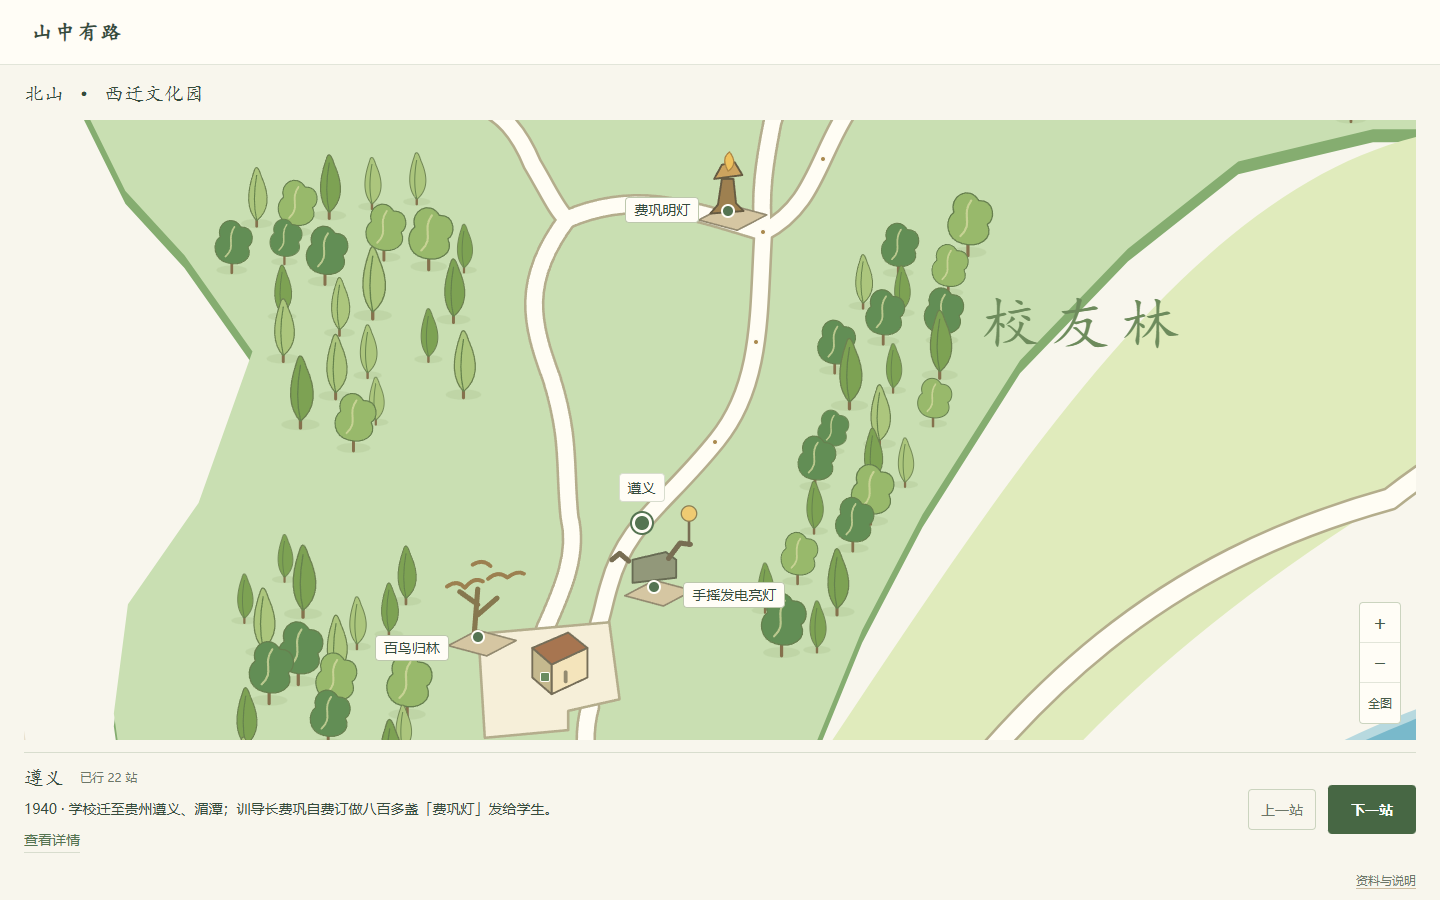 山中有路
北山 • 西迁文化园
费巩明灯
校友林
遵义
手摇发电亮灯
百鸟归林
+
−
全图
遵义 已行 22 站
1940 · 学校迁至贵州遵义、湄潭；训导长费巩自费订做八百多盏「费巩灯」发给学生。
查看详情
上一站
下一站
资料与说明